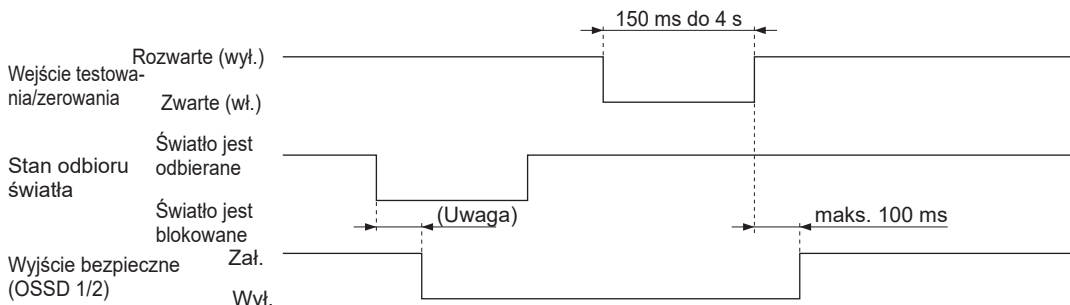 150 ms do 4 s
Rozwarte (wył.)
Wejście testowa-
nia/zerowania
Zwarte (wł.)
Światło jest
odbierane
Stan odbioru
światła
Światło jest
blokowane
(Uwaga)
maks. 100 ms
Zał.
Wyjście bezpieczne
(OSSD 1/2)
Wył.